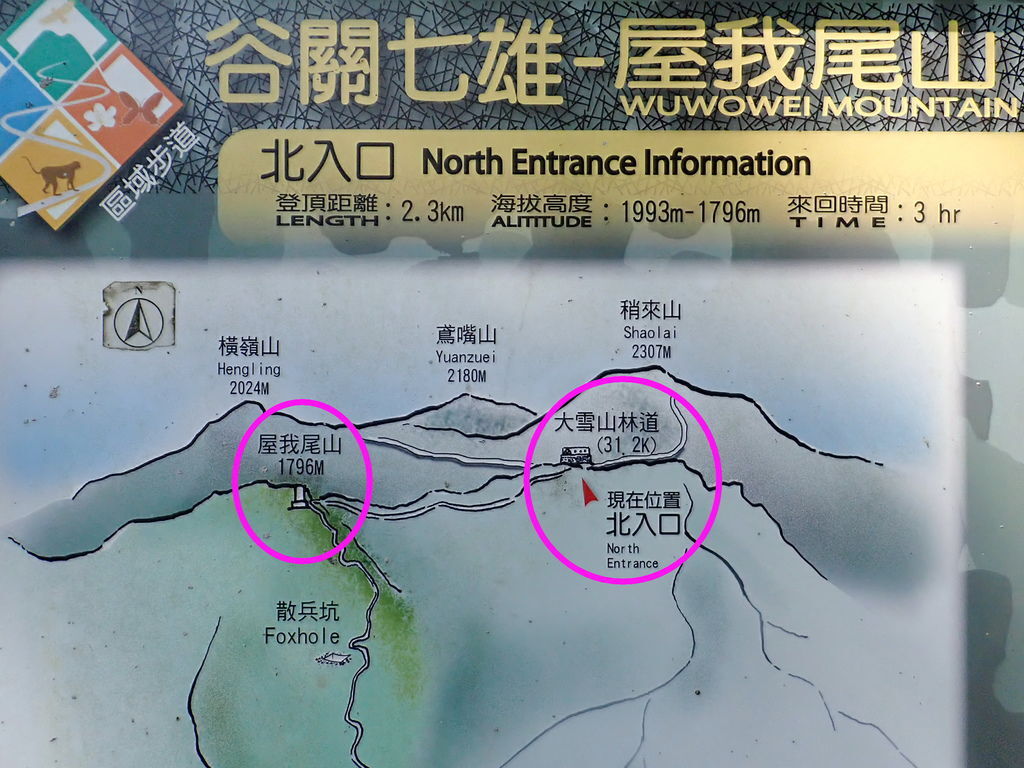 谷關七雄-屋我尾山
WUWOWEI MOUNTAIN
區域步道
北入口 North Entrance Information
登頂距離:2.3km 海拔高度:1993m-1796m 來回時間:3 hr
LENGTH ALITITUDE TIME
N
稍來山
Shaolai
2307M
鳶嘴山
Yuanzuei
2180M
橫嶺山
Hengling
2024M
大雪山林道
(31.2K)
屋我尾山
1796M
現在位置
北入口
North
Entrance
散兵坑
Foxhole